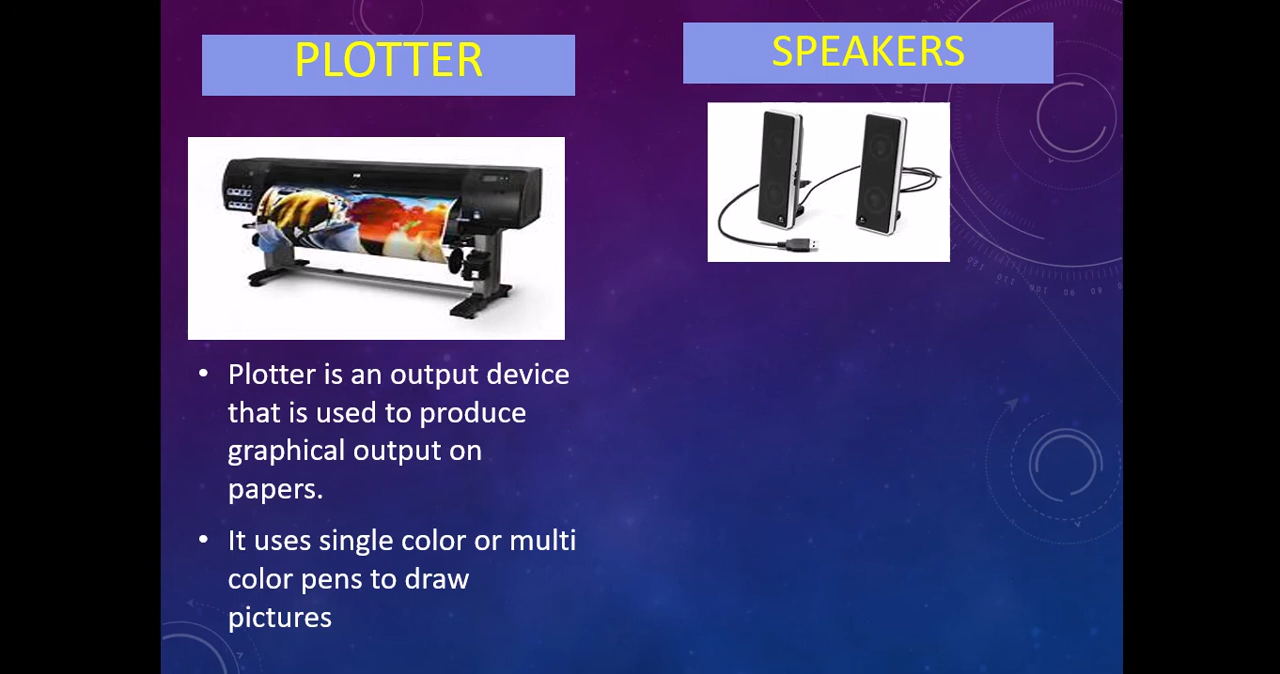 PLOTTER
SPEAKERS
• Plotter is an output device
that is used to produce
graphical output on
papers.
• It uses single color or multi
color pens to draw
pictures